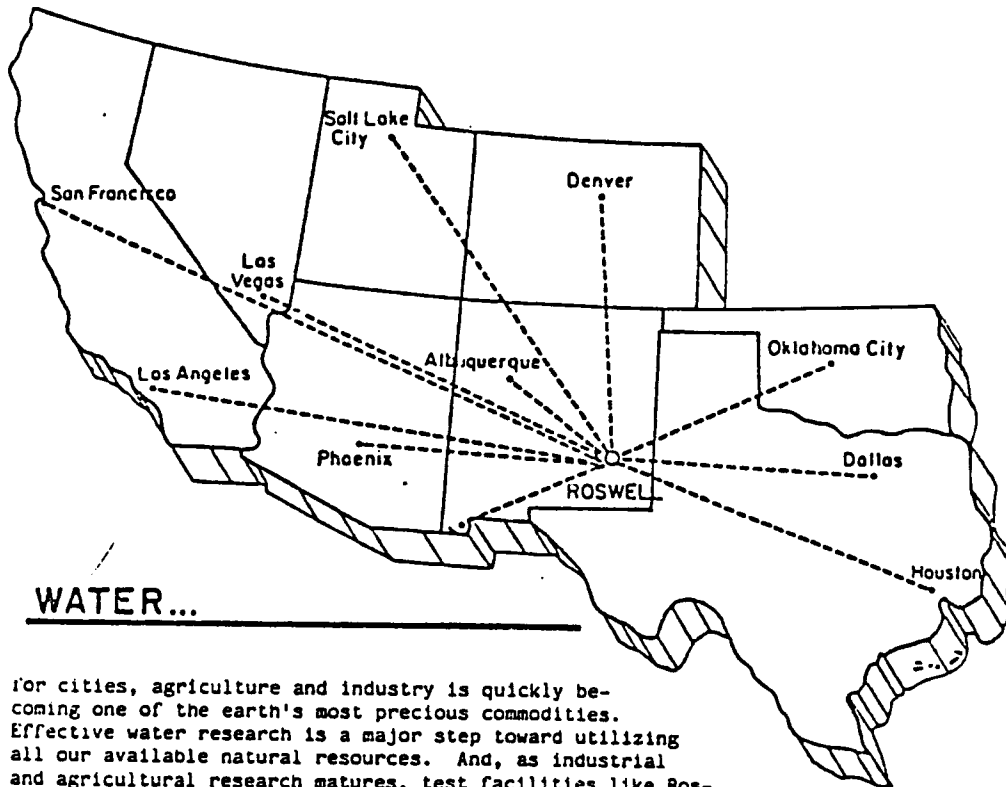 Salt Lake
City
Denver
San Francisco
Las
Vegas
Albuquerque
Oklahoma City
Los Angeles
Phoenix
Dallas
ROSWELL
Houston
WATER...
for cities, agriculture and industry is quickly be-
coming one of the earth's most precious commodities.
Effective water research is a major step toward utilizing
all our available natural resources. And, as industrial
and agricultural research matures, test facilities like Ros-